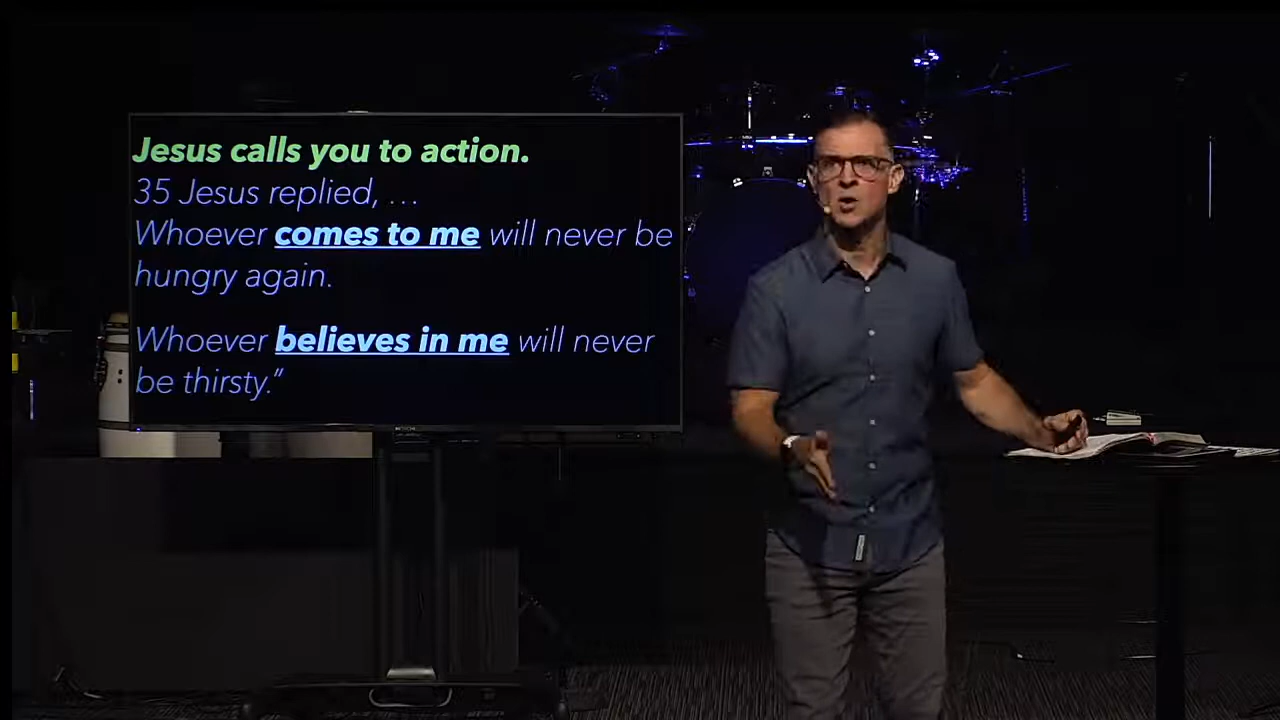 Jesus calls you to action.
35 Jesus replied, …
Whoever comes to me will never be
hungry again.
Whoever believes in me will never
be thirsty.”